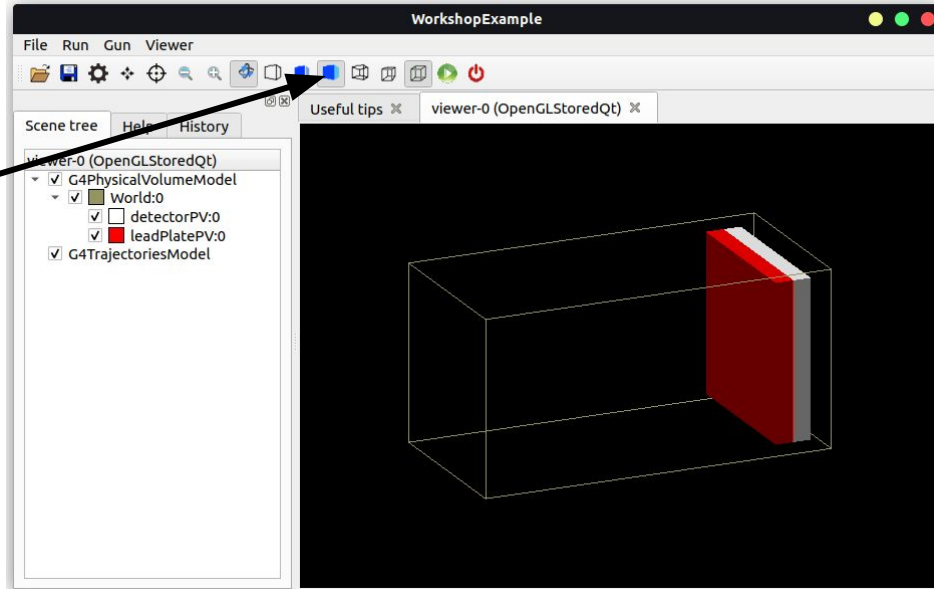 WorkshopExample
File Run Gun Viewer
Scene tree Help History
Useful tips viewer-0 (OpenGLStoredQt)
viewer-0 (OpenGLStoredQt)
G4PhysicalVolumeModel
World:0
detectorPV:0
leadPlatePV:0
G4TrajectoriesModel